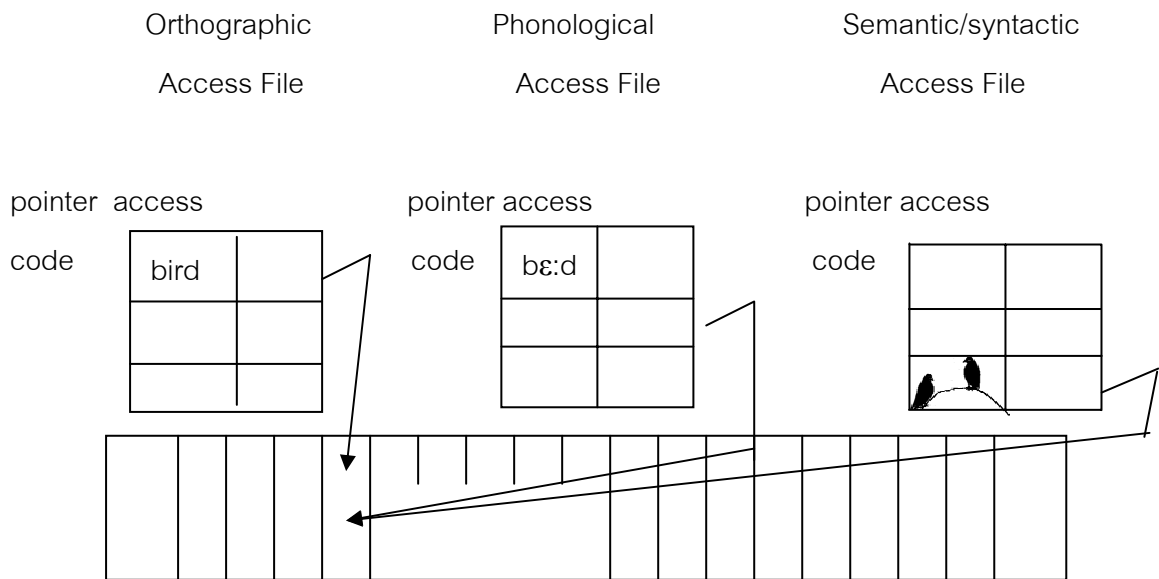 Orthographic Phonological Semantic/syntactic
Access File Access File Access File
pointer access pointer access pointer access
code bird code bɛ:d code